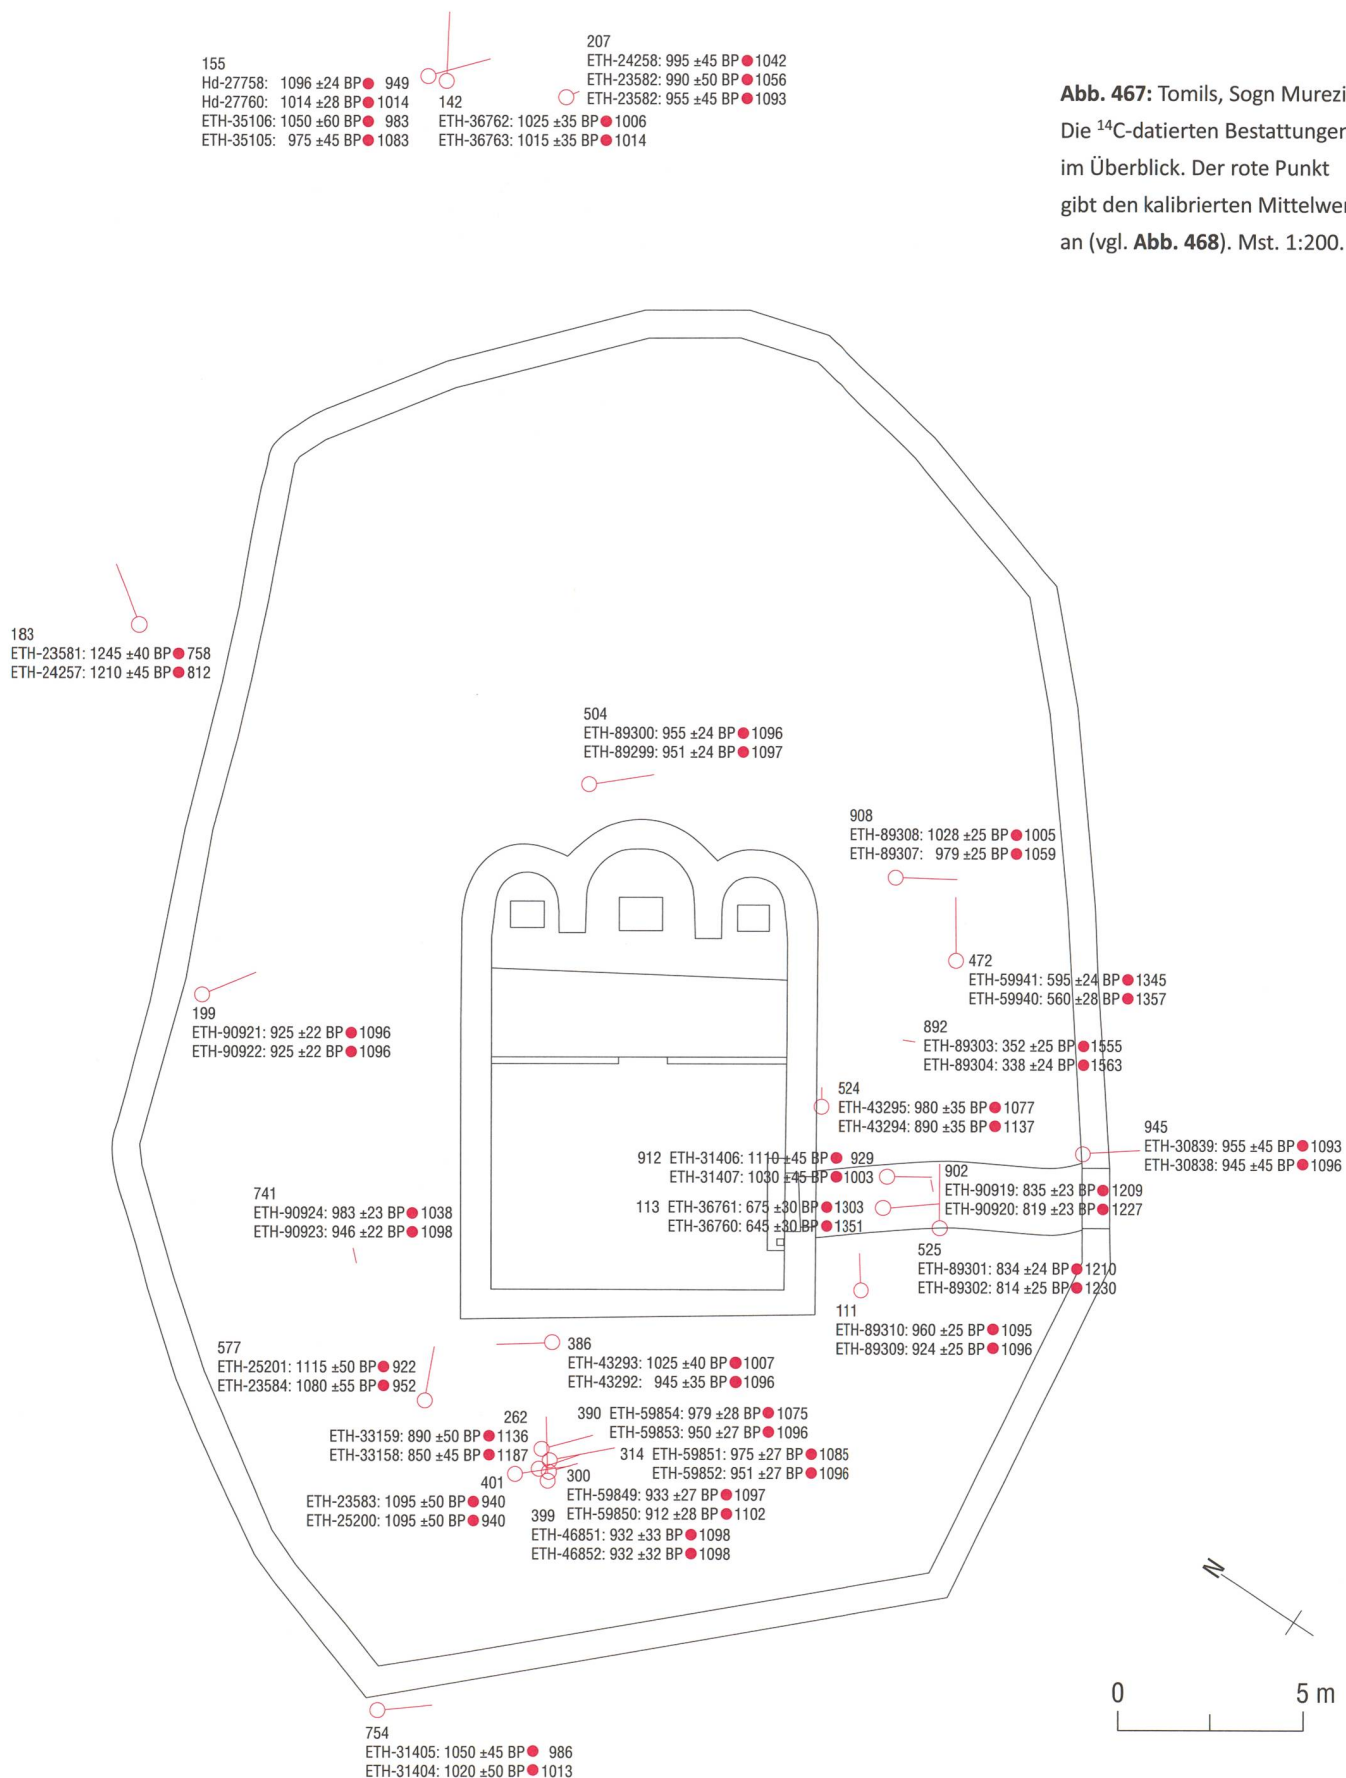 155
Hd-27758: 1096 ±24 BP 949
Hd-27760: 1014 ±28 BP 1014
ETH-35106: 1050 ±60 BP 983
ETH-35105: 975 ±45 BP 1083
142
ETH-36762: 1025 ±35 BP 1006
ETH-36763: 1015 ±35 BP 1014
207
ETH-24258: 995 ±45 BP 1042
ETH-23582: 990 ±50 BP 1056
ETH-23582: 955 ±45 BP 1093
Abb. 467: Tomils, Sogn Murezi
Die ¹⁴C-datierten Bestattungen
im Überblick. Der rote Punkt
gibt den kalibrierten Mittelwer
an (vgl. Abb. 468). Mst. 1:200.
183
ETH-23581: 1245 ±40 BP 758
ETH-24257: 1210 ±45 BP 812
504
ETH-89300: 955 ±24 BP 1096
ETH-89299: 951 ±24 BP 1097
908
ETH-89308: 1028 ±25 BP 1005
ETH-89307: 979 ±25 BP 1059
472
ETH-59941: 595 ±24 BP 1345
ETH-59940: 560 ±28 BP 1357
199
ETH-90921: 925 ±22 BP 1096
ETH-90922: 925 ±22 BP 1096
892
ETH-89303: 352 ±25 BP 1555
ETH-89304: 338 ±24 BP 1563
524
ETH-43295: 980 ±35 BP 1077
ETH-43294: 890 ±35 BP 1137
945
ETH-30839: 955 ±45 BP 1093
ETH-30838: 945 ±45 BP 1096
912 ETH-31406: 1110 ±45 BP 929
ETH-31407: 1030 ±45 BP 1003
902
ETH-90919: 835 ±23 BP 1209
ETH-90920: 819 ±23 BP 1227
113 ETH-36761: 675 ±30 BP 1303
ETH-36760: 645 ±30 BP 1351
741
ETH-90924: 983 ±23 BP 1038
ETH-90923: 946 ±22 BP 1098
525
ETH-89301: 834 ±24 BP 1210
ETH-89302: 814 ±25 BP 1230
111
ETH-89310: 960 ±25 BP 1095
ETH-89309: 924 ±25 BP 1096
577
ETH-25201: 1115 ±50 BP 922
ETH-23584: 1080 ±55 BP 952
386
ETH-43293: 1025 ±40 BP 1007
ETH-43292: 945 ±35 BP 1096
262
ETH-33159: 890 ±50 BP 1136
ETH-33158: 850 ±45 BP 1187
390 ETH-59854: 979 ±28 BP 1075
ETH-59853: 950 ±27 BP 1096
314 ETH-59851: 975 ±27 BP 1085
ETH-59852: 951 ±27 BP 1096
401
ETH-23583: 1095 ±50 BP 940
ETH-25200: 1095 ±50 BP 940
300
ETH-59849: 933 ±27 BP 1097
ETH-59850: 912 ±28 BP 1102
399
ETH-46851: 932 ±33 BP 1098
ETH-46852: 932 ±32 BP 1098
N
0 5 m
754
ETH-31405: 1050 ±45 BP 986
ETH-31404: 1020 ±50 BP 1013